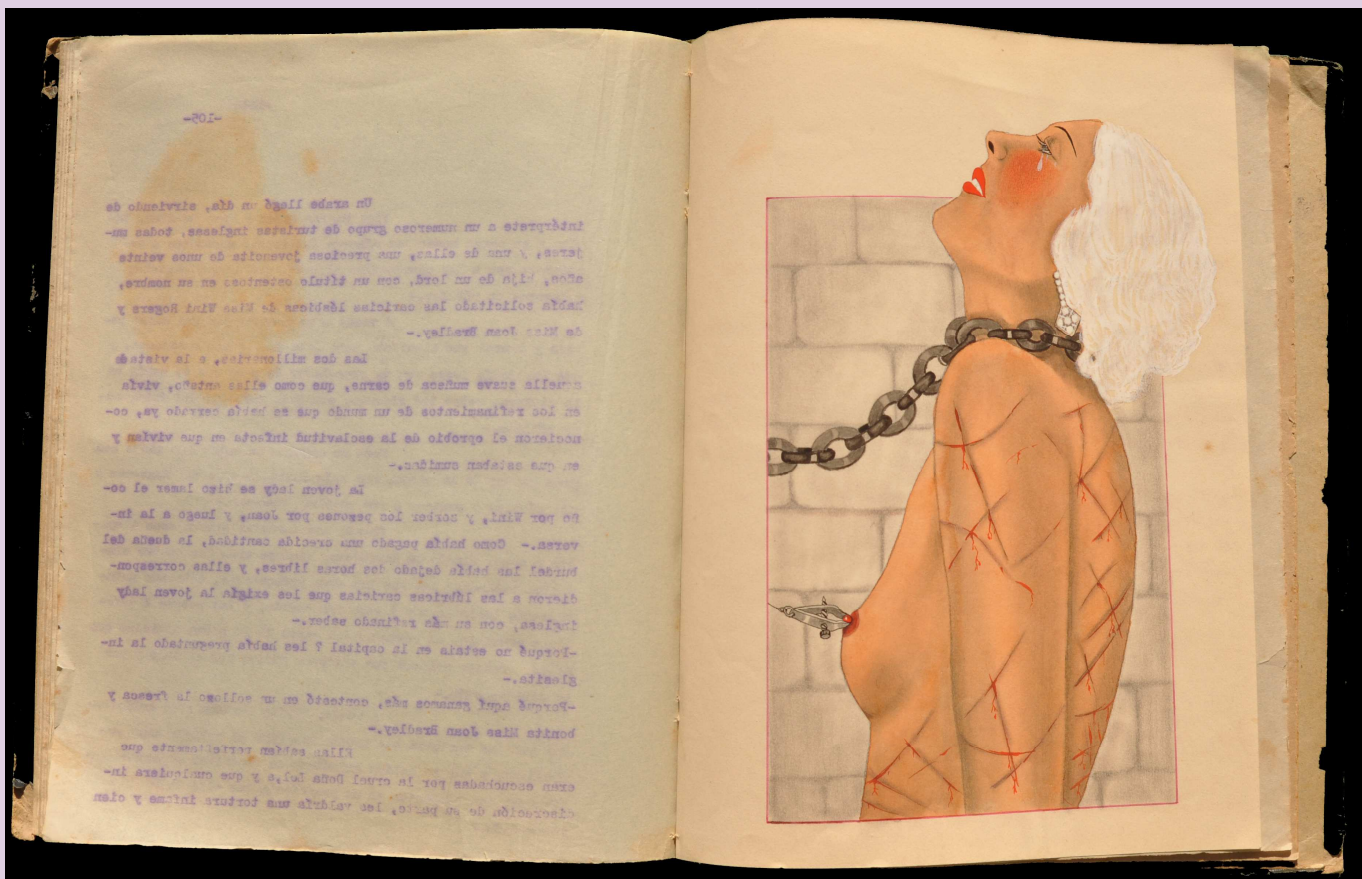 -105-
Un arabe llegó un día, sirviendo de
intérprete a un numeroso grupo de turistas inglesas, todas mu-
jeres, y una de ellas, una preciosa jovencita de unos veinte
años, hija de un lord, con un título ostentoso en su nombre,
había solicitado las caricias lésbicas de Miss Wini Rogers y
de Miss Joan Bradley.-
Las dos millonarias, a la vista de
aquella suave muñeca de carne, que como ellas antaño, vivía
en los refinamientos de un mundo que se había cerrado ya, co-
nocieron el oprobio de la esclavitud infecta en que vivían y
en que estaban sumidas.-
La joven lady se hizo lamer el co-
ño por Wini, y sorber los pezones por Joan, y luego a la in-
versa.- Como había pagado una crecida cantidad, la dueña del
burdel las había dejado dos horas libres, y ellas correspon-
dieron a las lúbricas caricias que les exigía la joven lady
inglesa, con su más refinado saber.-
-Porqué no estais en la capital ? les había preguntado la in-
glesita.-
-Porqué aquí ganamos más, contestó en un sollozo la fresca y
bonita Miss Joan Bradley.-
Ellas sabían perfectamente que
eran escuchadas por la cruel Doña y que cualquiera in-
discreción de su parte, les valdría una tortura infame y cien